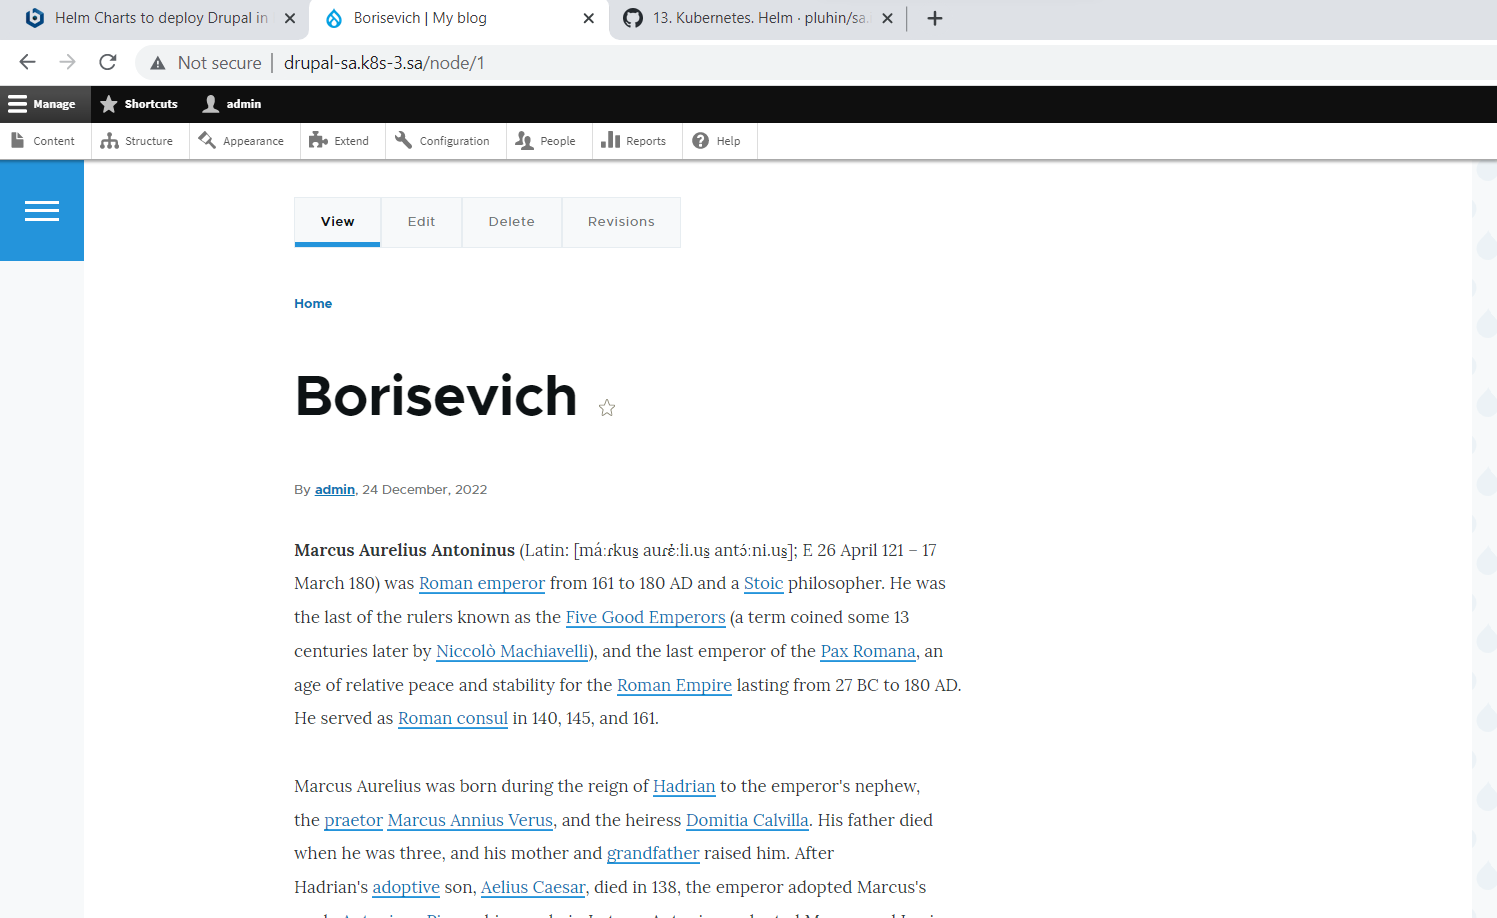 Helm Charts to deploy Drupal in
Borisevich | My blog
13. Kubernetes. Helm · pluhin/sa.
Not secure | drupal-sa.k8s-3.sa/node/1
Manage Shortcuts admin
Content Structure Appearance Extend Configuration People Reports Help
View Edit Delete Revisions
Home
Borisevich
By admin, 24 December, 2022
Marcus Aurelius Antoninus (Latin: [máːɾkus̠ au̯ɾɛ́ːli.us̠ antɔ́ːni.us̠]; E 26 April 121 – 17
March 180) was Roman emperor from 161 to 180 AD and a Stoic philosopher. He was
the last of the rulers known as the Five Good Emperors (a term coined some 13
centuries later by Niccolò Machiavelli), and the last emperor of the Pax Romana, an
age of relative peace and stability for the Roman Empire lasting from 27 BC to 180 AD.
He served as Roman consul in 140, 145, and 161.
Marcus Aurelius was born during the reign of Hadrian to the emperor's nephew,
the praetor Marcus Annius Verus, and the heiress Domitia Calvilla. His father died
when he was three, and his mother and grandfather raised him. After
Hadrian's adoptive son, Aelius Caesar, died in 138, the emperor adopted Marcus's